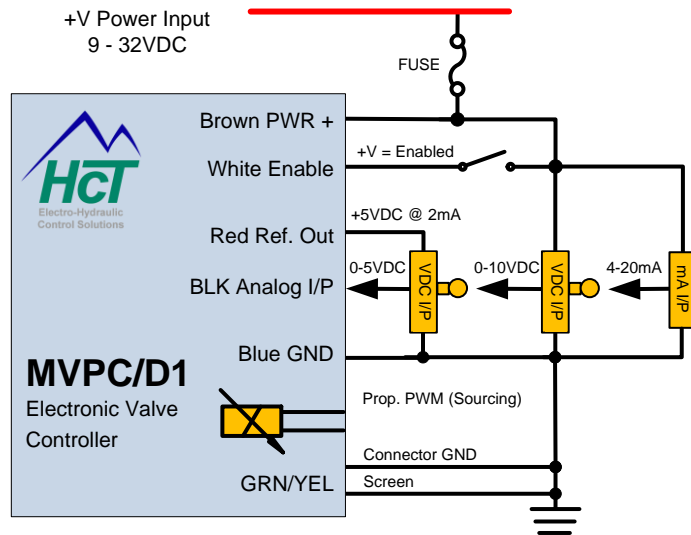 +V Power Input
9 - 32VDC
FUSE
Brown PWR +
White Enable
+V = Enabled
HcT
Electro-Hydraulic
Control Solutions
Red Ref. Out
+5VDC @ 2mA
BLK Analog I/P
0-5VDC
VDC I/P
0-10VDC
VDC I/P
4-20mA
mA I/P
Blue GND
MVPC/D1
Electronic Valve
Controller
Prop. PWM (Sourcing)
Connector GND
GRN/YEL
Screen